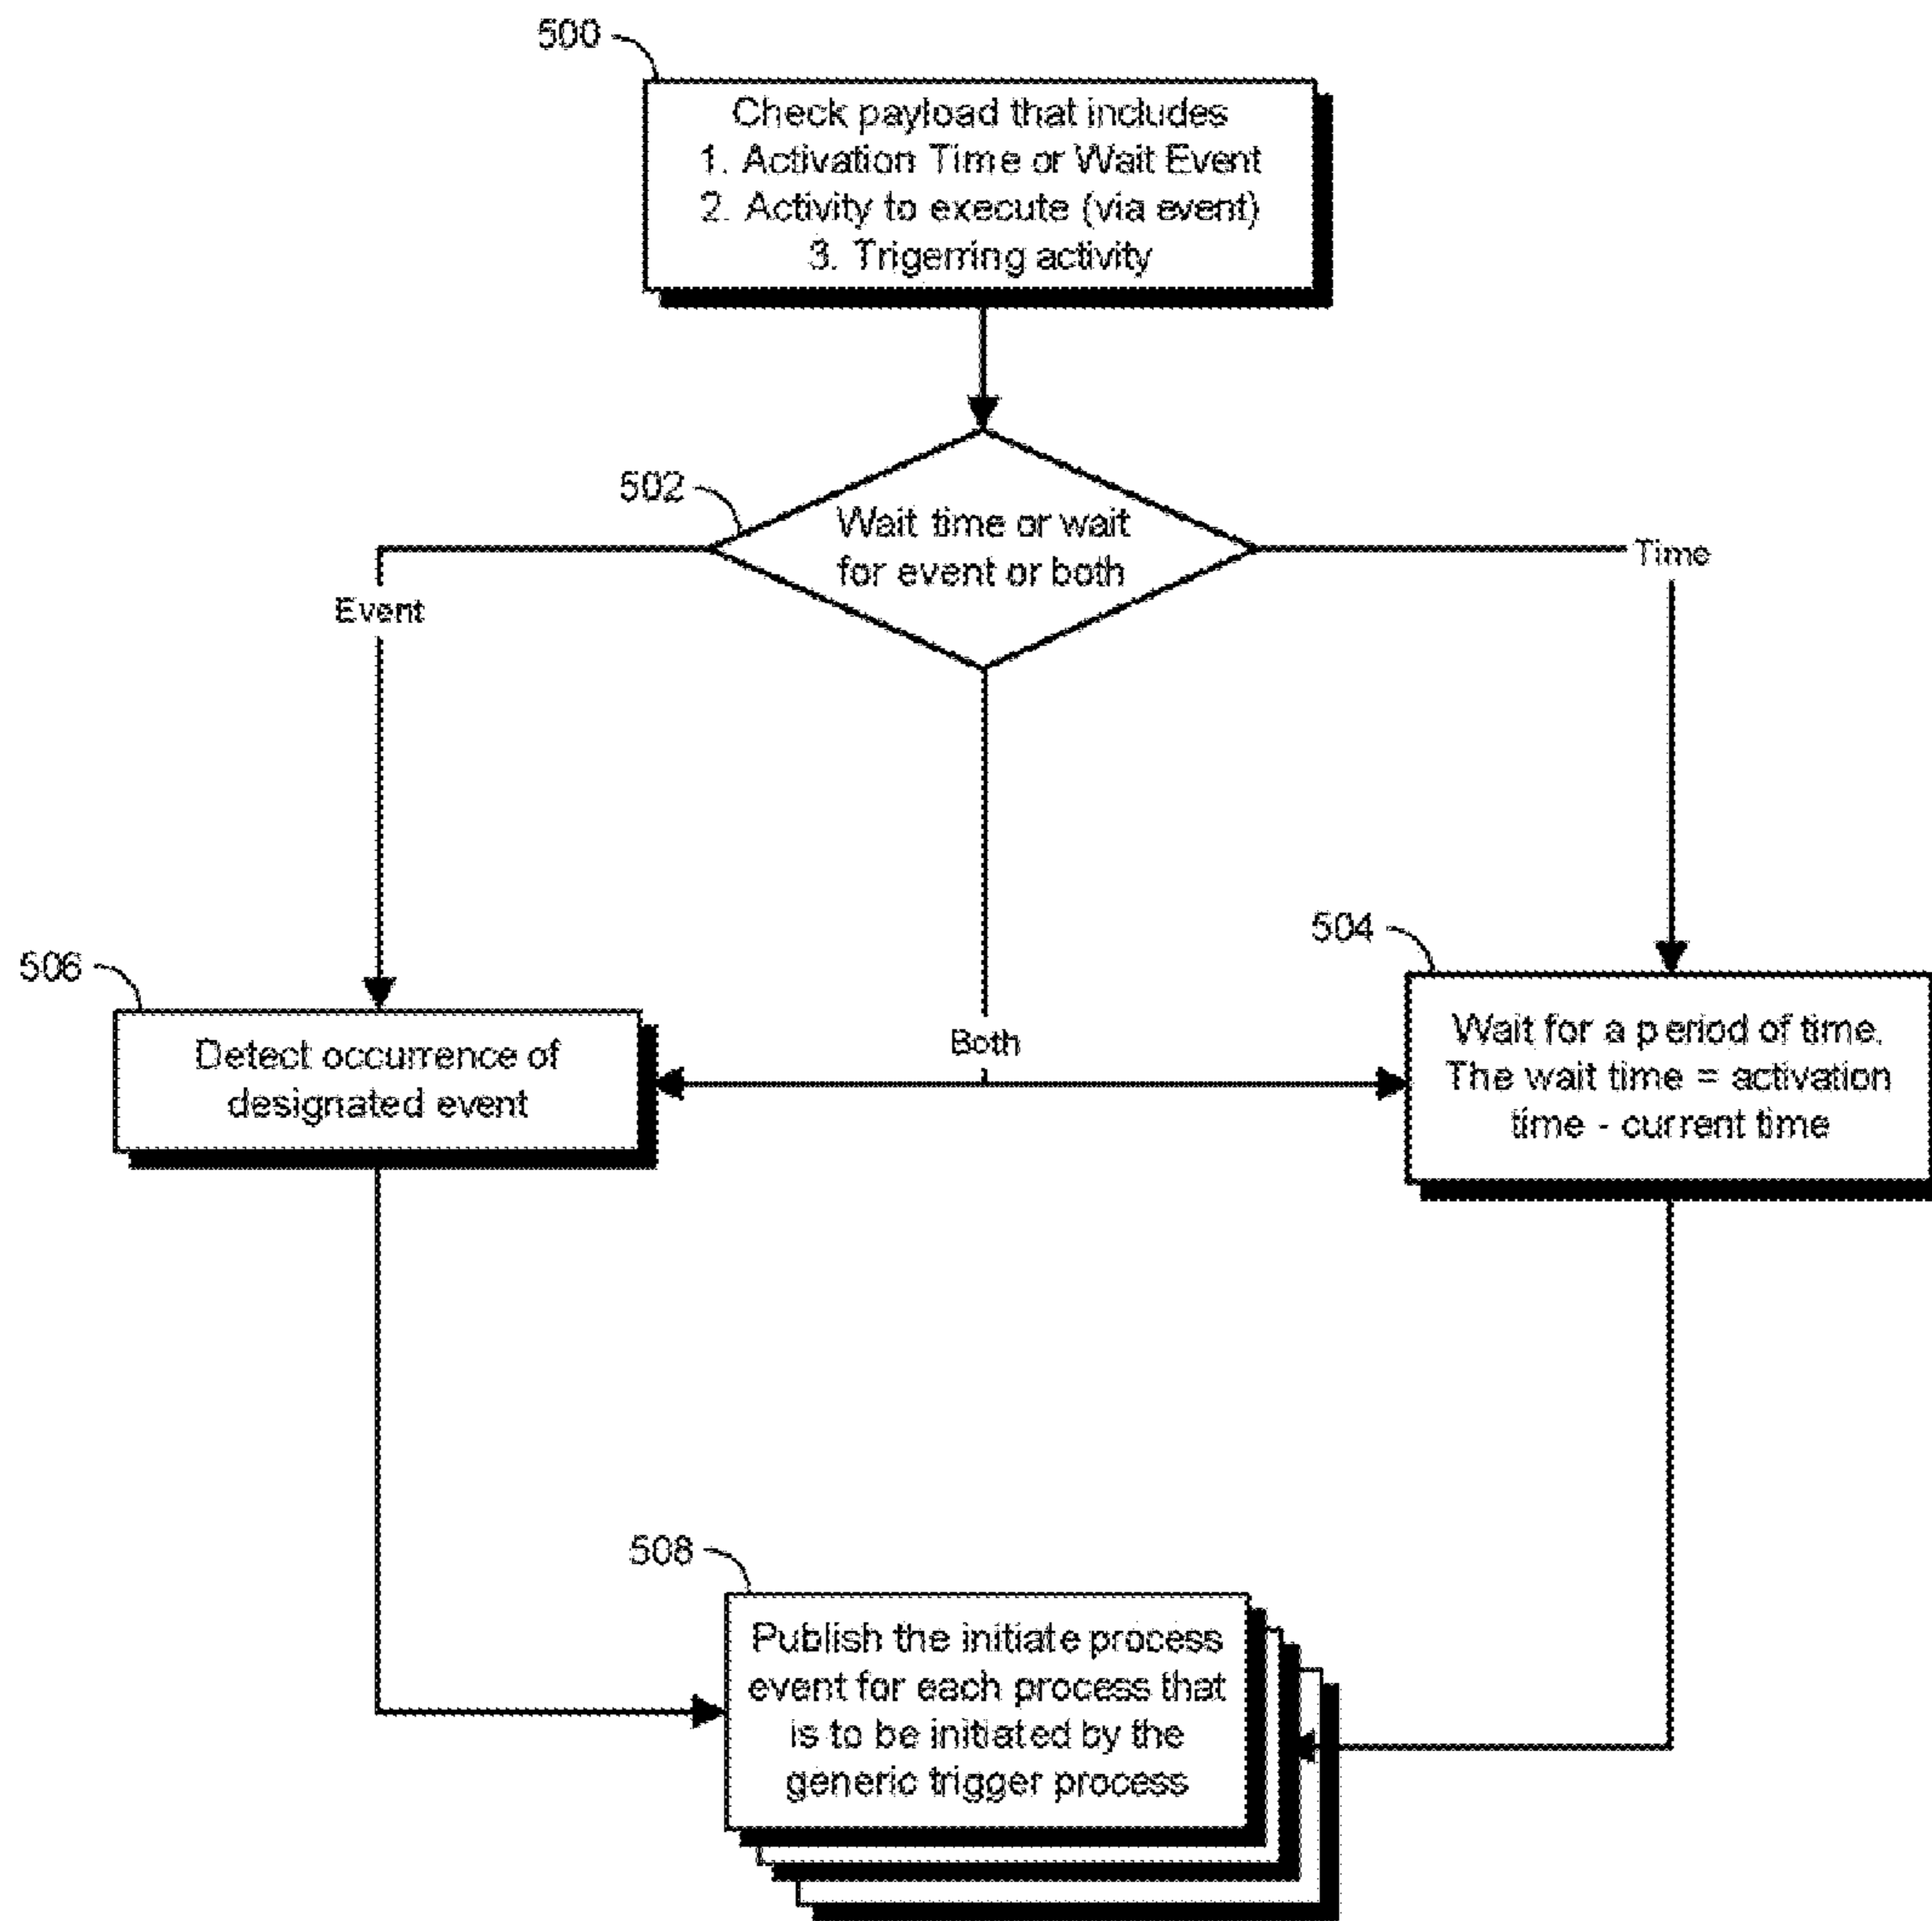 500
Check payload that includes
1. Activation Time or Wait Event
2. Activity to execute (via event)
3. Trigerring activity
502
Wait time or wait
for event or both
Time
Event
504
506
Both
Detect occurrence of
designated event
Wait for a period of time.
The wait time = activation
time - current time
508
Publish the initiate process
event for each process that
is to be initiated by the
generic trigger process